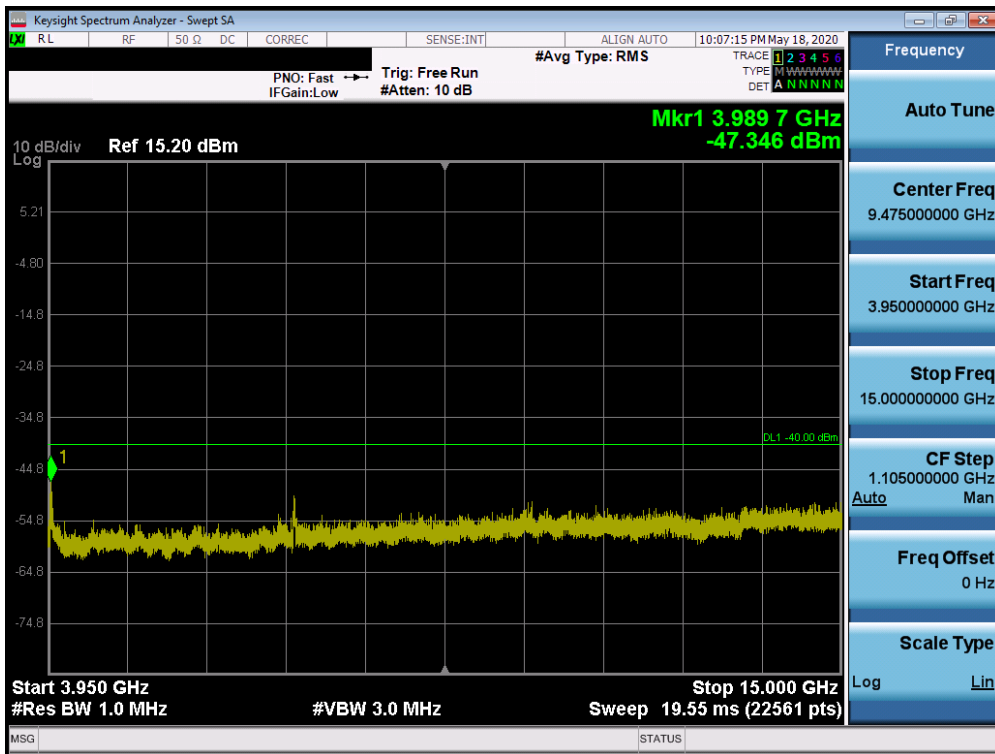 Keysight Spectrum Analyzer - Swept SA
LXI RL RF 50 Ω DC CORREC SENSE:INT ALIGN AUTO 10:07:15 PM May 18, 2020
#Avg Type: RMS TRACE 1 2 3 4 5 6
PNO: Fast Trig: Free Run TYPE M WWWWW
IFGain:Low #Atten: 10 dB DET A N N N N N
Mkr1 3.989 7 GHz
-47.346 dBm
10 dB/div Ref 15.20 dBm
Log
5.21
-4.80
-14.8
-24.8
-34.8
DL1 -40.00 dBm
1
-44.8
-54.8
-64.8
-74.8
Start 3.950 GHz Stop 15.000 GHz
#Res BW 1.0 MHz #VBW 3.0 MHz Sweep 19.55 ms (22561 pts)
MSG STATUS
Frequency
Auto Tune
Center Freq
9.475000000 GHz
Start Freq
3.950000000 GHz
Stop Freq
15.000000000 GHz
CF Step
1.105000000 GHz
Auto Man
Freq Offset
0 Hz
Scale Type
Log Lin